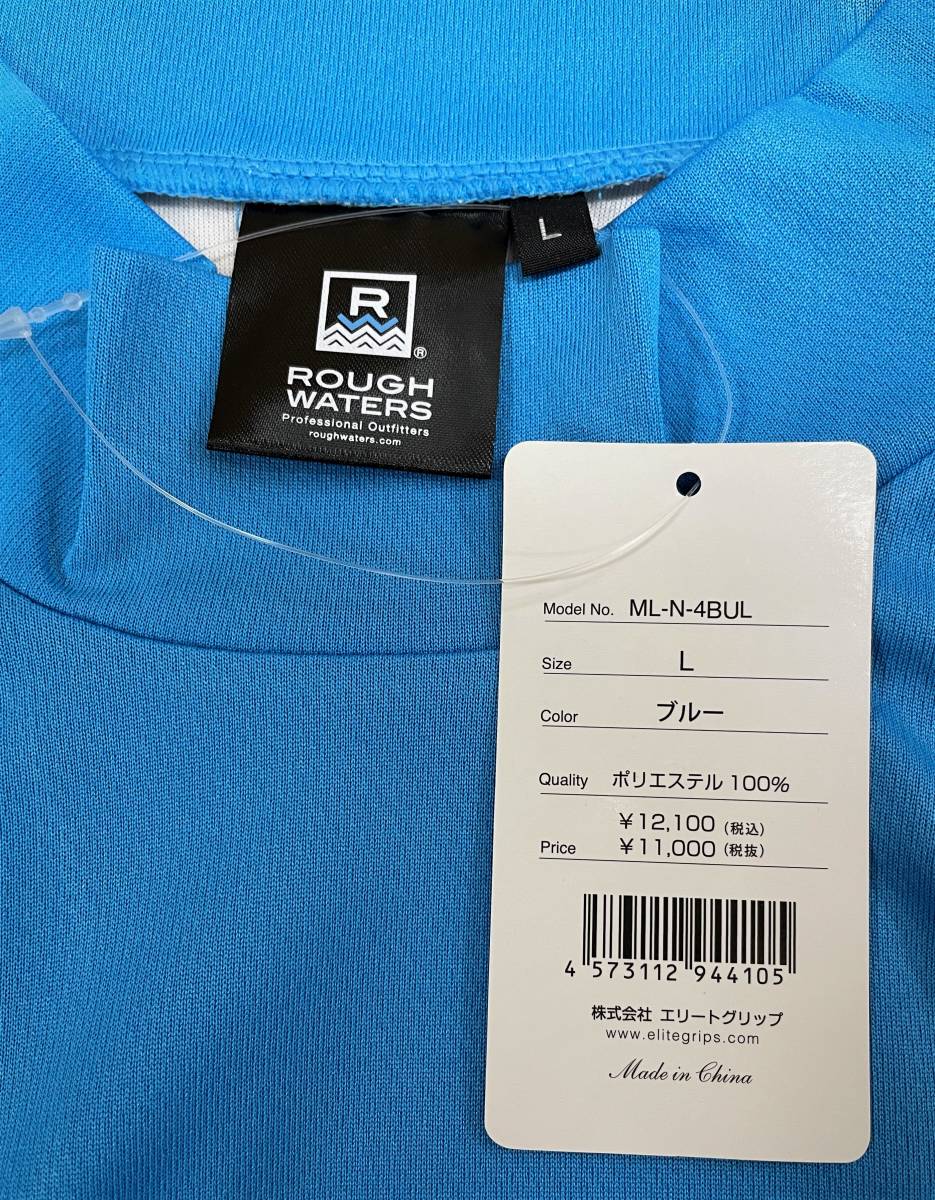 L
R
®
ROUGH
WATERS
Professional Outfitters
roughwaters.com
Model No. ML-N-4BUL
Size L
Color ブルー
Quality ポリエステル 100%
¥12,100 (税込)
Price ¥11,000 (税抜)
4 573112 944105
株式会社 エリートグリップ
www.elitegrips.com
Made in China